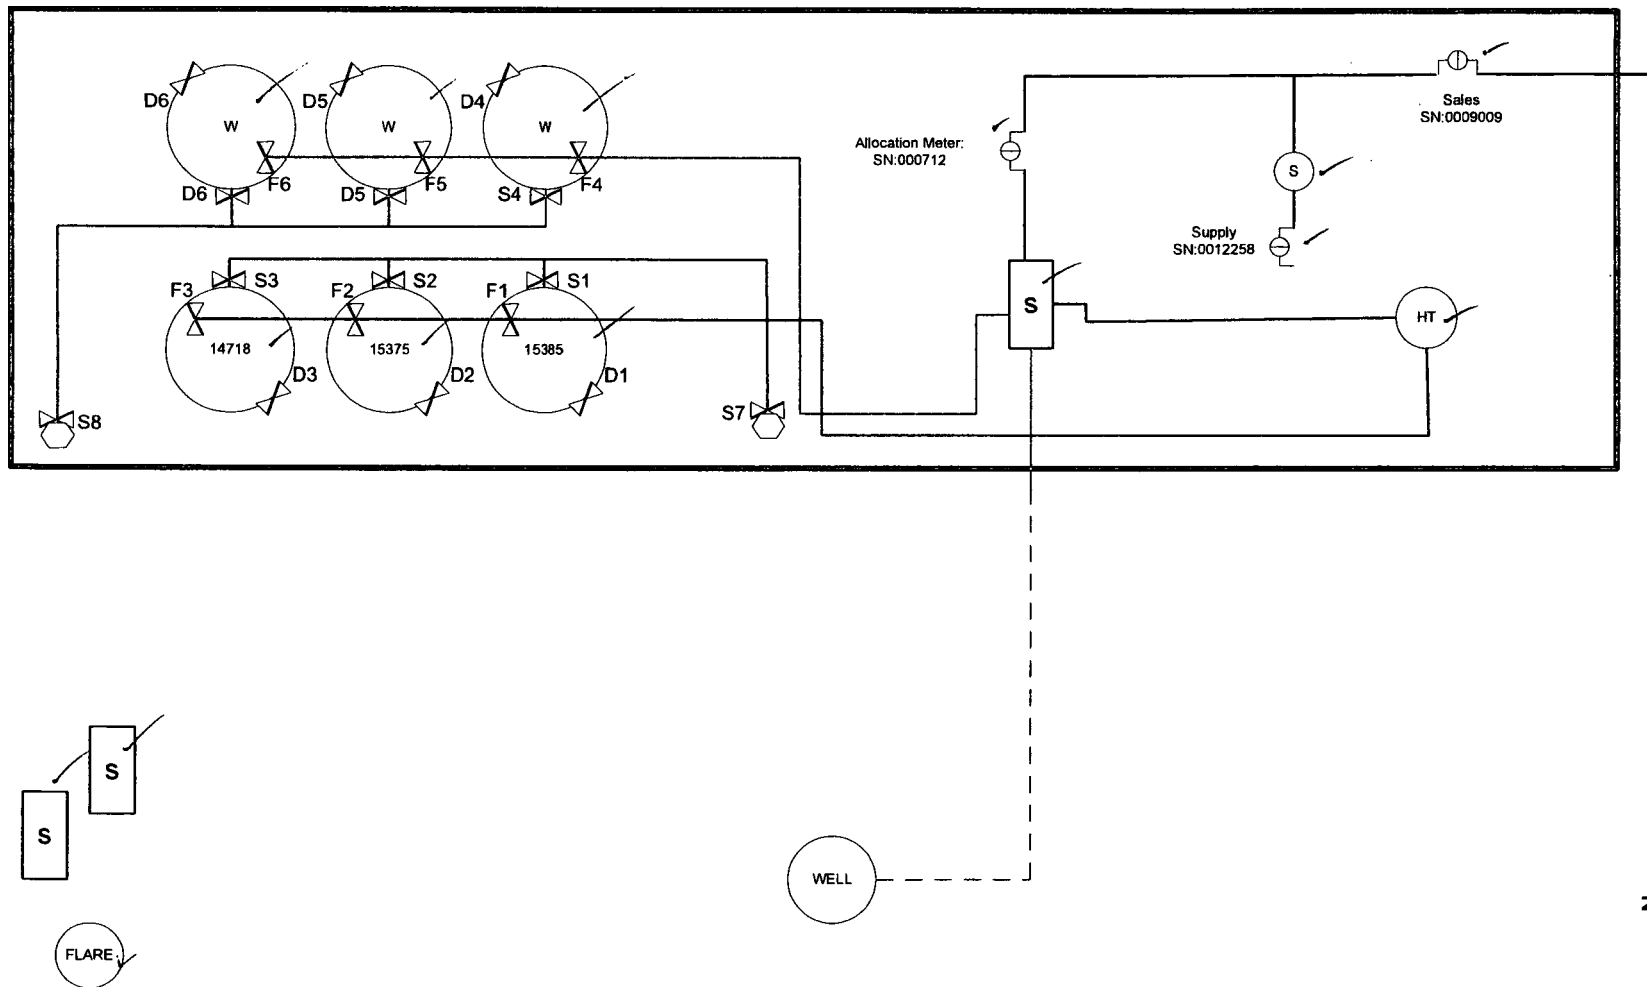 D6
D5
D4
W
W
W
F6
F5
F4
D6
D5
S4
Allocation Meter:
SN:000712
Sales
SN:0009009
S
Supply
SN:0012258
S3
S2
S1
F3
F2
F1
14718
15375
15385
D3
D2
D1
S
HT
S8
S7
S
S
WELL
FLARE